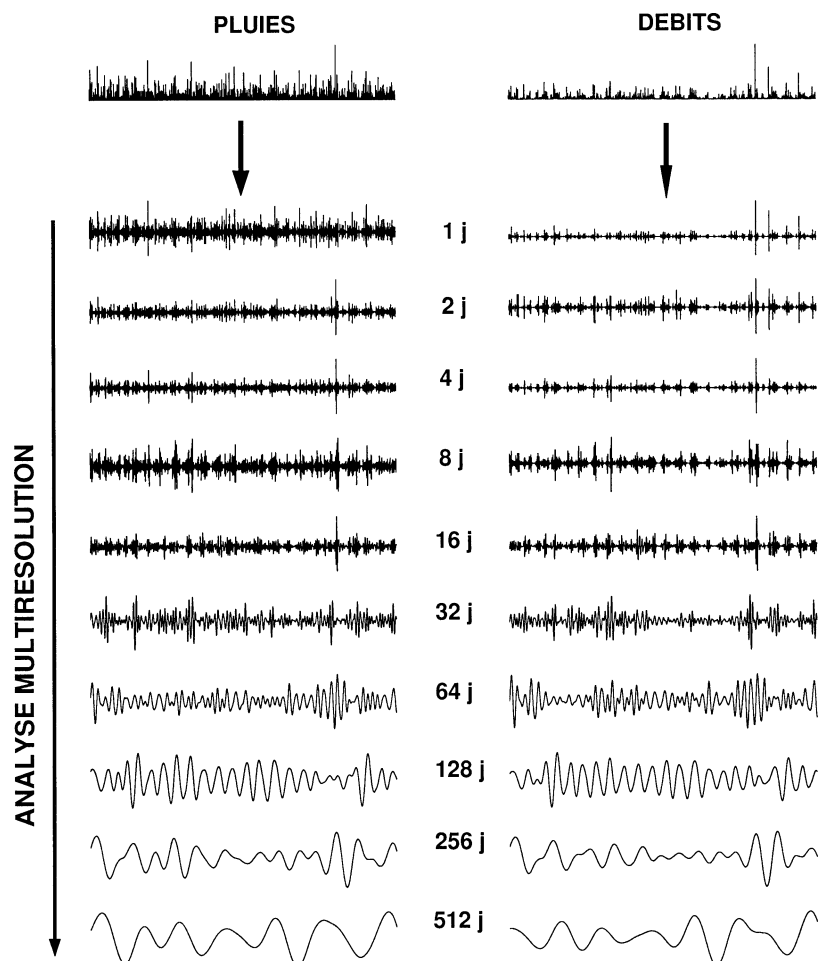 PLUIES
DEBITS
1 j
2 j
4 j
8 j
16 j
32 j
64 j
128 j
256 j
512 j
ANALYSE MULTIRESOLUTION